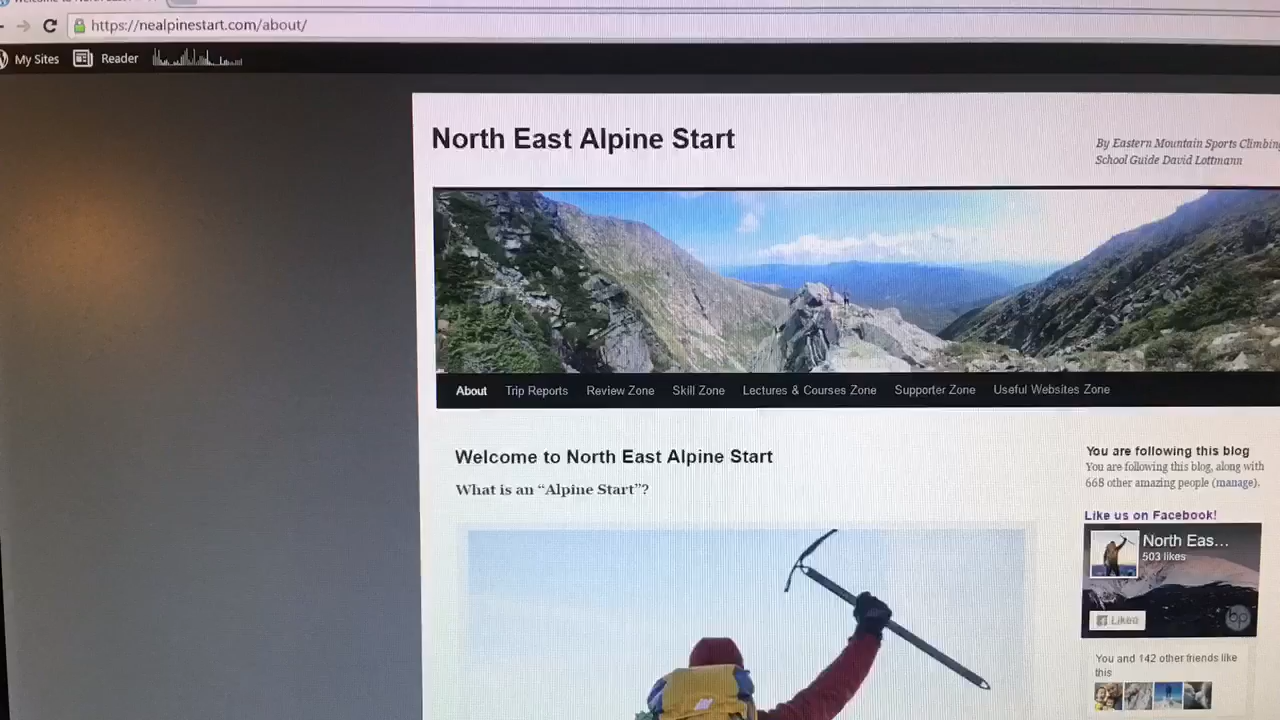 https://nealpinestart.com/about/
My Sites Reader
North East Alpine Start
By Eastern Mountain Sports Climbing
School Guide David Lottmann
About Trip Reports Review Zone Skill Zone Lectures & Courses Zone Supporter Zone Useful Websites Zone
Welcome to North East Alpine Start
What is an “Alpine Start”?
You are following this blog
You are following this blog, along with
668 other amazing people (manage).
Like us on Facebook!
North Eas...
503 likes
Liked
bp
You and 142 other friends like
this